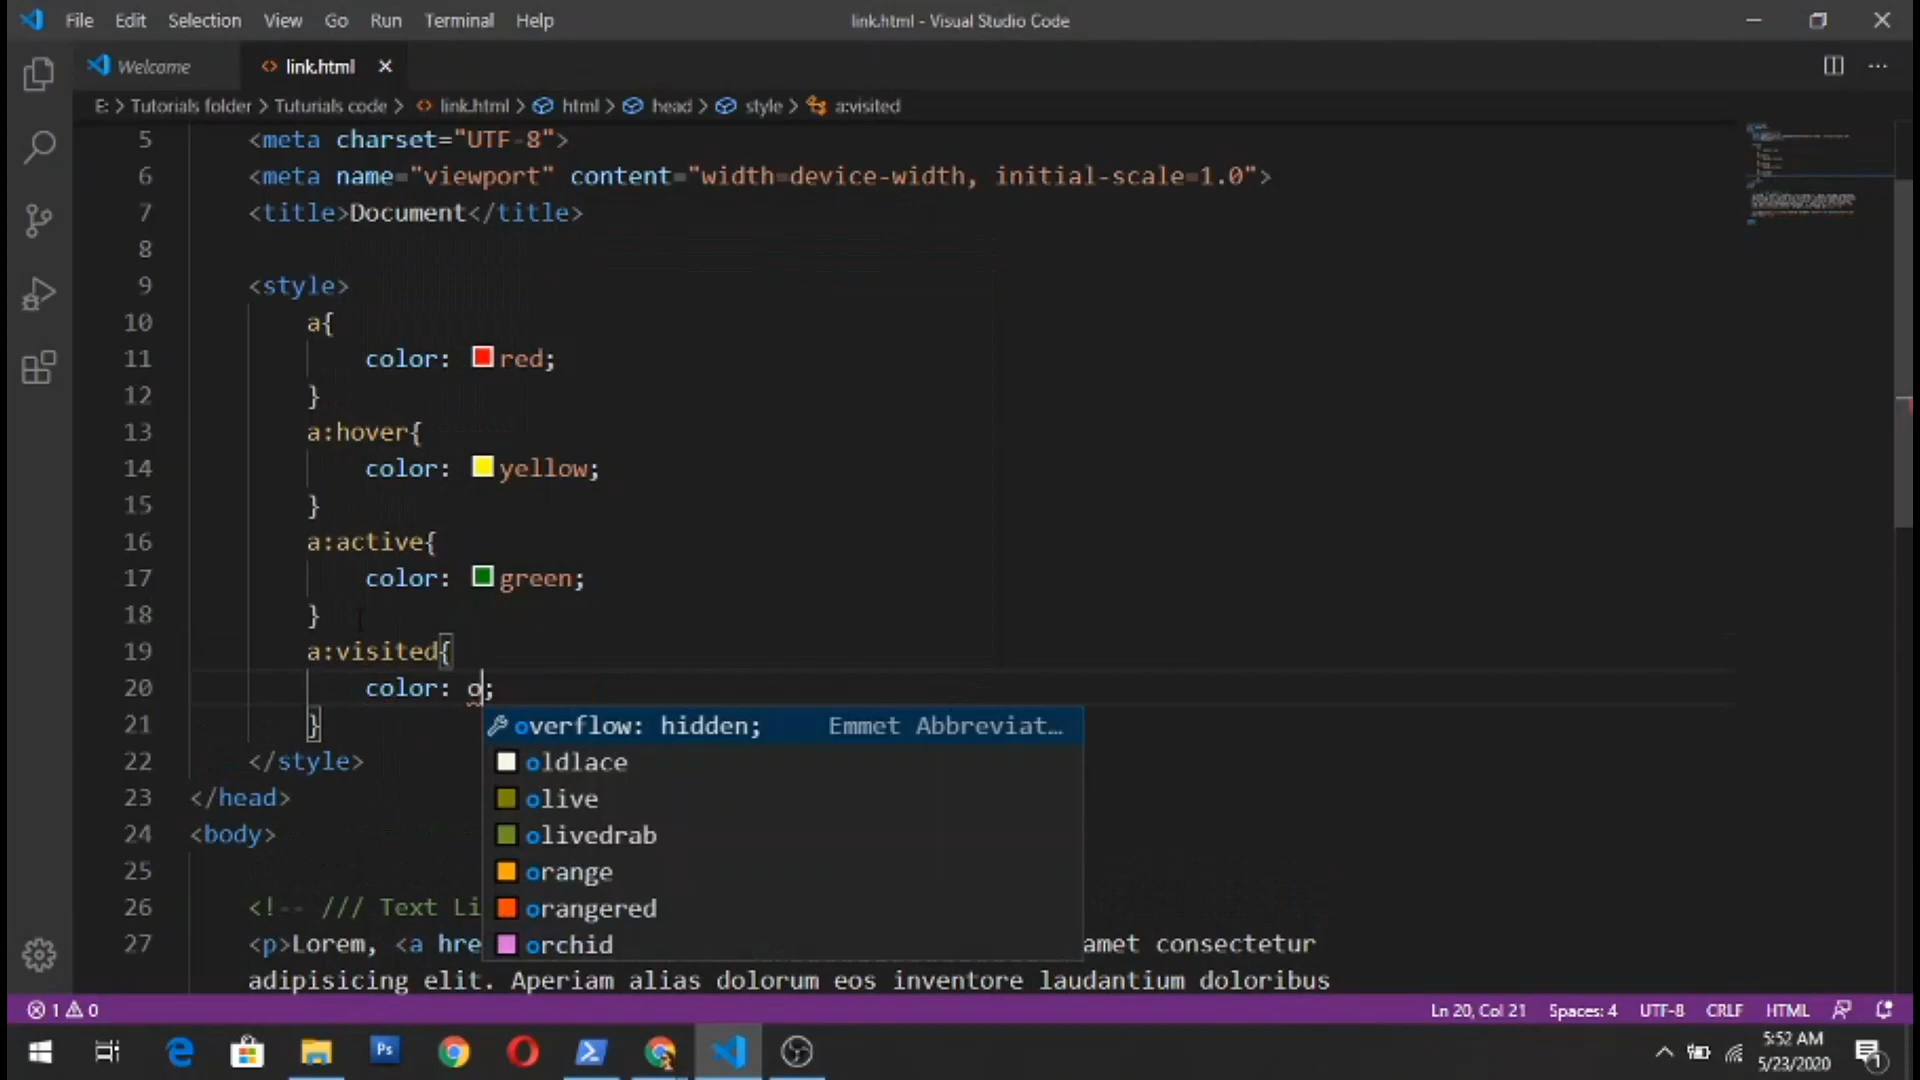 File Edit Selection View Go Run Terminal Help link.html - Visual Studio Code
Welcome link.html
E: > Tutorials folder > Tuturials code > link.html > html > head > style > a:visited
5 <meta charset="UTF-8">
6 <meta name="viewport" content="width=device-width, initial-scale=1.0">
7 <title>Document</title>
8
9 <style>
10 a{
11 color: red;
12 }
13 a:hover{
14 color: yellow;
15 }
16 a:active{
17 color: green;
18 }
19 a:visited{
20 color: o;
21 }
overflow: hidden; Emmet Abbreviat...
22 </style>
oldlace
23 </head>
olive
24 <body>
olivedrab
25
orange
26 <!-- /// Text Li
orangered
27 <p>Lorem, <a hre
orchid
amet consectetur
adipisicing elit. Aperiam alias dolorum eos inventore laudantium doloribus
1 0 Ln 20, Col 21 Spaces: 4 UTF-8 CRLF HTML
Ps
5:52 AM
5/23/2020
1